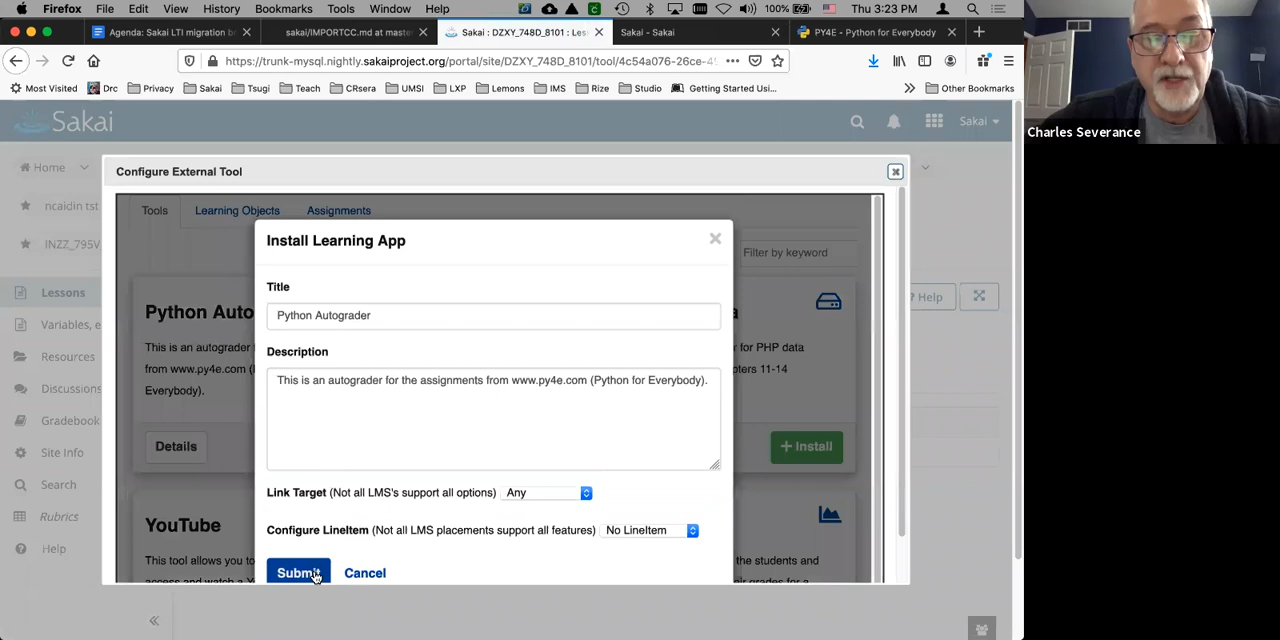 Firefox File Edit View History Bookmarks Tools Window Help 100% Thu 3:23 PM
Agenda: Sakai LTI migration b
sakai/IMPORTCC.md at maste
Sakai : DZXY_748D_8101 : Les
Sakai - Sakai
PY4E - Python for Everybody
https://trunk-mysql.nightly.sakaiproject.org/portal/site/DZXY_748D_8101/tool/4c54a076-26ce-4
Most Visited Drc Privacy Sakai Tsugi Teach CRsera UMSI LXP Lemons IMS Rize Studio Getting Started Usi... Other Bookmarks
Charles Severance
Sakai
Sakai
Home
Configure External Tool
ncaidin tst
INZZ_795V
Lessons
Variables, e
Resources
Discussions
Gradebook
Site Info
Search
Rubrics
Help
Tools Learning Objects Assignments
Install Learning App
Filter by keyword
? Help
Title
Python Autograder
Python Auto
a
Description
This is an autograder for the assignments from www.py4e.com (Python for Everybody).
This is an autograder
from www.py4e.com (
Everybody).
r for PHP data
pters 11-14
Details
+ Install
Link Target (Not all LMS's support all options) Any
Configure LineItem (Not all LMS placements support all features) No LineItem
YouTube
This tool allows you to
the students and
Submit Cancel
access and watch a Y
eir grades for a